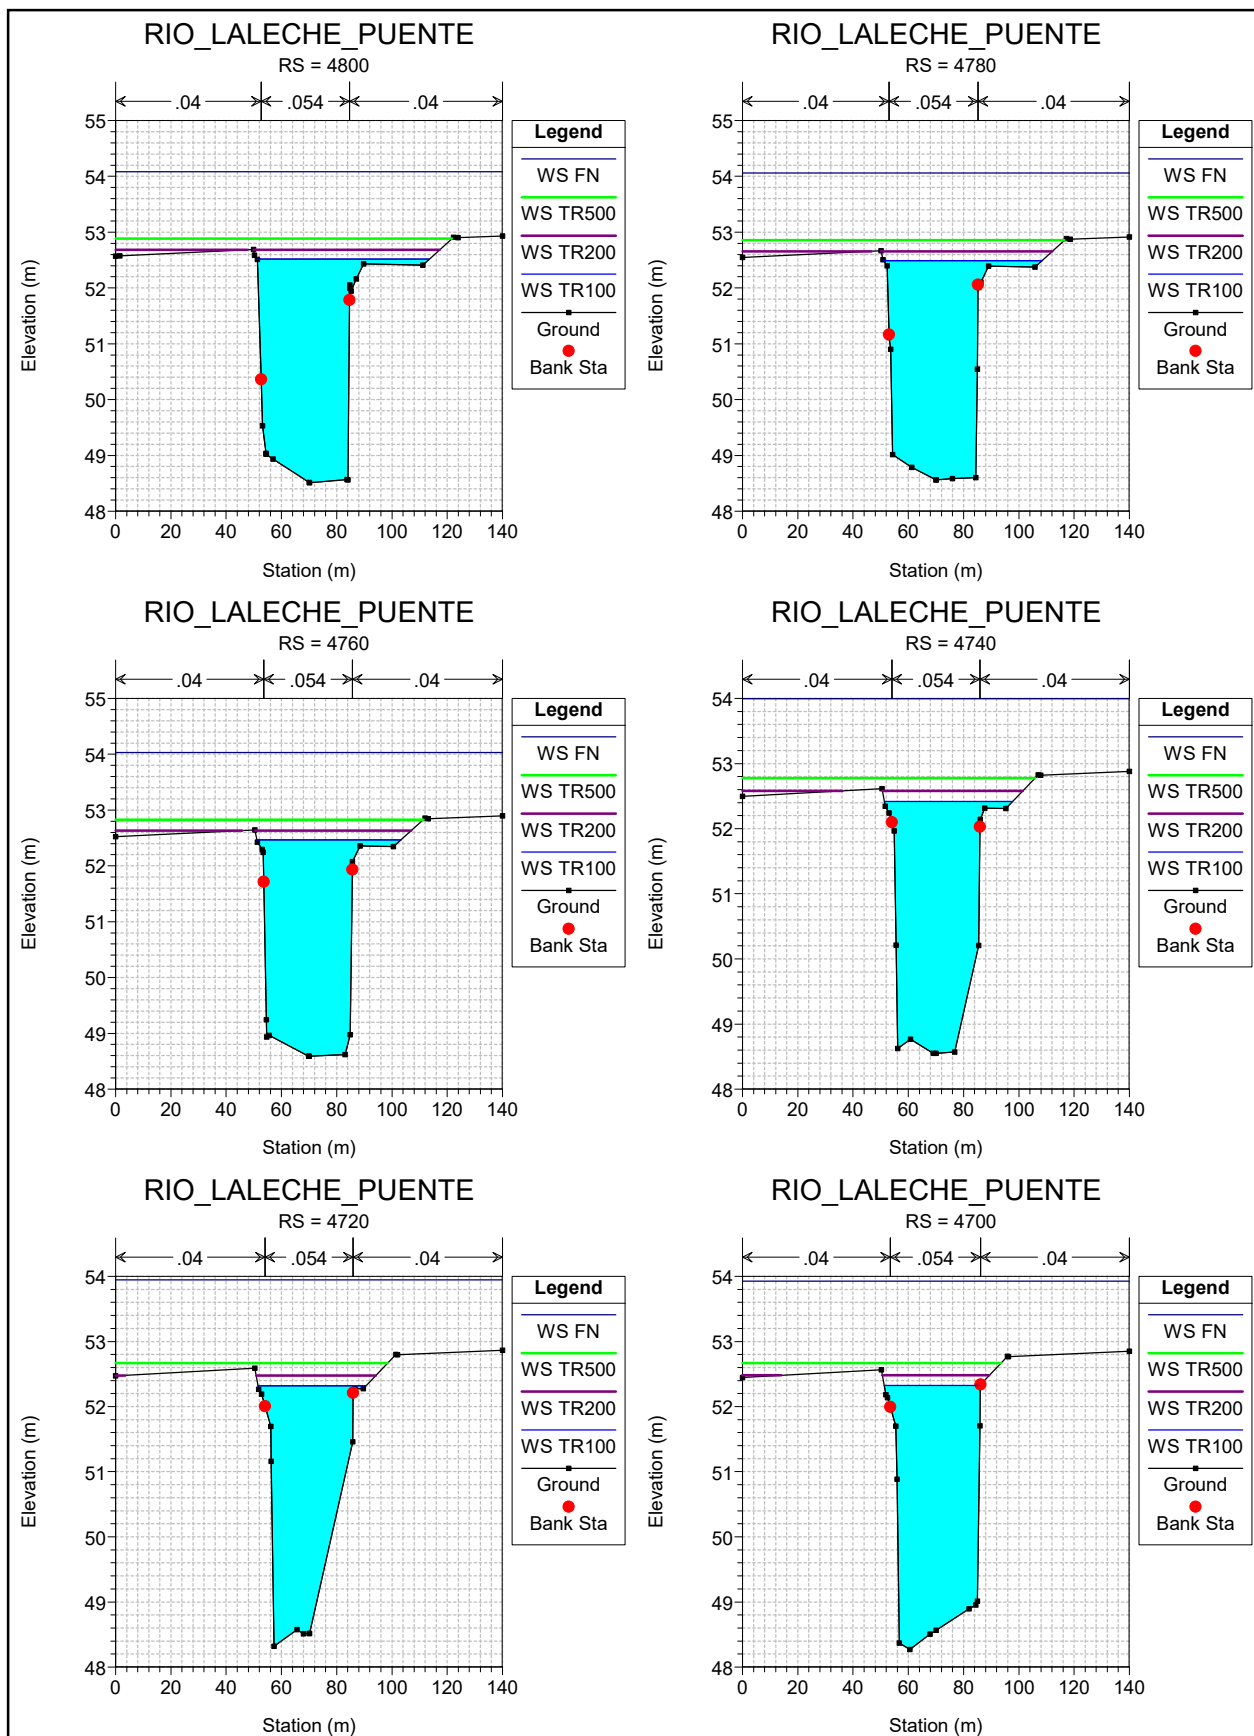 RIO_LALECHE_PUENTE
RS = 4800
.04 .054 .04
Legend
WS FN
WS TR500
WS TR200
WS TR100
Ground
Bank Sta
55
54
53
52
51
50
49
48
0 20 40 60 80 100 120 140
Station (m)
Elevation (m)
RIO_LALECHE_PUENTE
RS = 4780
.04 .054 .04
Legend
WS FN
WS TR500
WS TR200
WS TR100
Ground
Bank Sta
55
54
53
52
51
50
49
48
0 20 40 60 80 100 120 140
Station (m)
Elevation (m)
RIO_LALECHE_PUENTE
RS = 4760
.04 .054 .04
Legend
WS FN
WS TR500
WS TR200
WS TR100
Ground
Bank Sta
55
54
53
52
51
50
49
48
0 20 40 60 80 100 120 140
Station (m)
Elevation (m)
RIO_LALECHE_PUENTE
RS = 4740
.04 .054 .04
Legend
WS FN
WS TR500
WS TR200
WS TR100
Ground
Bank Sta
54
53
52
51
50
49
48
0 20 40 60 80 100 120 140
Station (m)
Elevation (m)
RIO_LALECHE_PUENTE
RS = 4720
.04 .054 .04
Legend
WS FN
WS TR500
WS TR200
WS TR100
Ground
Bank Sta
54
53
52
51
50
49
48
0 20 40 60 80 100 120 140
Station (m)
Elevation (m)
RIO_LALECHE_PUENTE
RS = 4700
.04 .054 .04
Legend
WS FN
WS TR500
WS TR200
WS TR100
Ground
Bank Sta
54
53
52
51
50
49
48
0 20 40 60 80 100 120 140
Station (m)
Elevation (m)